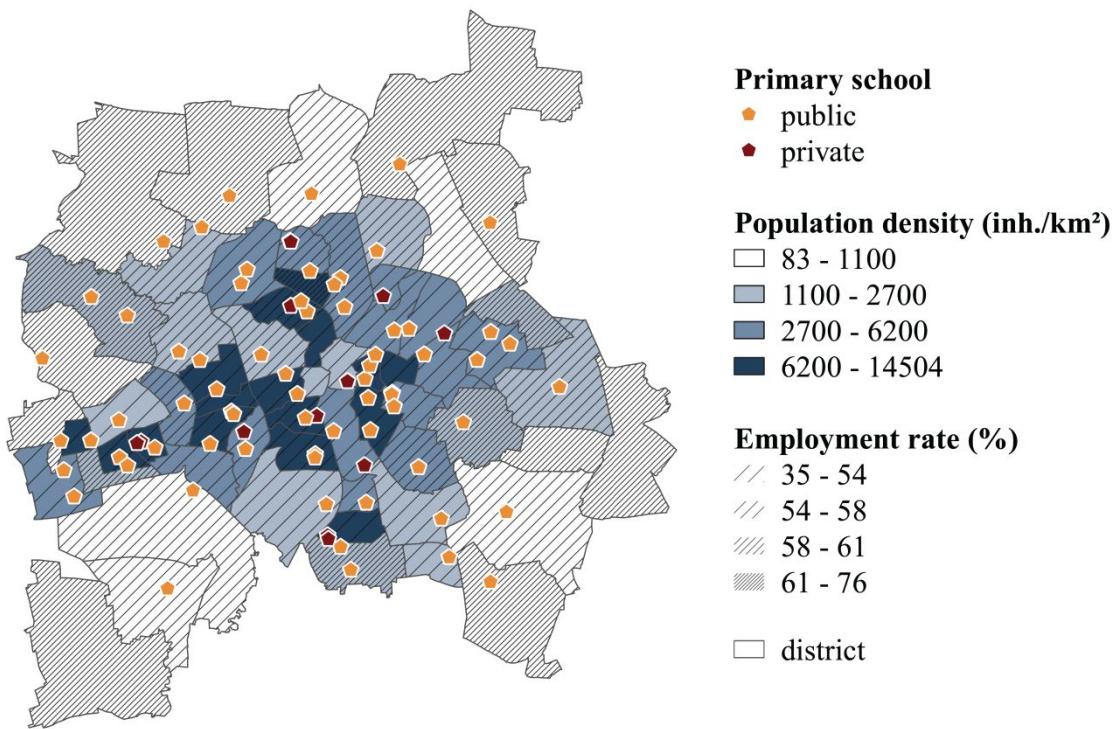 Primary school
public
private
Population density (inh./km²)
83 - 1100
1100 - 2700
2700 - 6200
6200 - 14504
Employment rate (%)
35 - 54
54 - 58
58 - 61
61 - 76
district